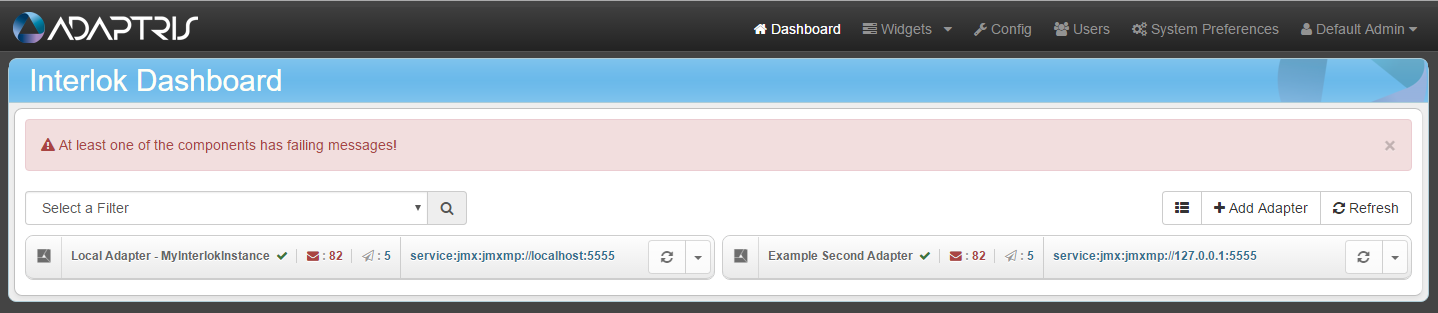 ADAPTRIS Dashboard Widgets Config Users System Preferences Default Admin
Interlok Dashboard
At least one of the components has failing messages! ×
Select a Filter Add Adapter Refresh
Local Adapter - MyInterlokInstance : 82 : 5 service:jmx:jmxmp://localhost:5555 Example Second Adapter : 82 : 5 service:jmx:jmxmp://127.0.0.1:5555